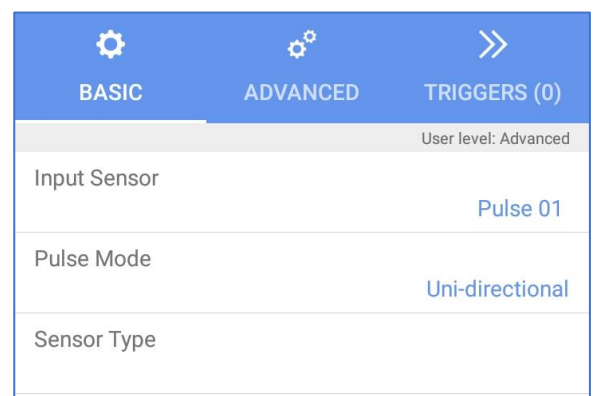 BASIC ADVANCED TRIGGERS (0)
User level: Advanced
Input Sensor
Pulse 01
Pulse Mode
Uni-directional
Sensor Type